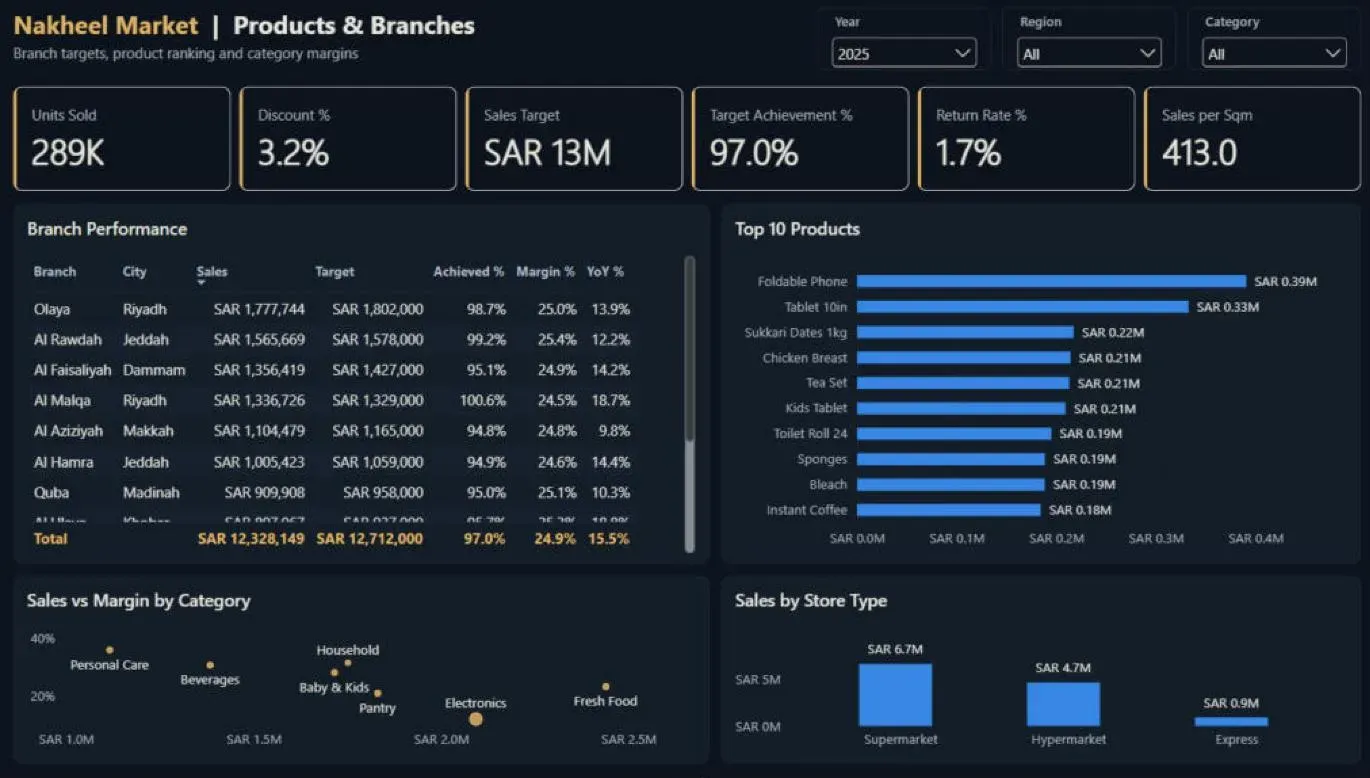 Nakheel Market | Products & Branches
Branch targets, product ranking and category margins
Year
2025
Region
All
Category
All
Units Sold
289K
Discount %
3.2%
Sales Target
SAR 13M
Target Achievement %
97.0%
Return Rate %
1.7%
Sales per Sqm
413.0
Branch Performance
Branch City Sales Target Achieved % Margin % YoY %
Olaya Riyadh SAR 1,777,744 SAR 1,802,000 98.7% 25.0% 13.9%
Al Rawdah Jeddah SAR 1,565,669 SAR 1,578,000 99.2% 25.4% 12.2%
Al Faisaliyah Dammam SAR 1,356,419 SAR 1,427,000 95.1% 24.9% 14.2%
Al Malqa Riyadh SAR 1,336,726 SAR 1,329,000 100.6% 24.5% 18.7%
Al Aziziyah Makkah SAR 1,104,479 SAR 1,165,000 94.8% 24.8% 9.8%
Al Hamra Jeddah SAR 1,005,423 SAR 1,059,000 94.9% 24.6% 14.4%
Quba Madinah SAR 909,908 SAR 958,000 95.0% 25.1% 10.3%
Total SAR 12,328,149 SAR 12,712,000 97.0% 24.9% 15.5%
Top 10 Products
Foldable Phone SAR 0.39M
Tablet 10in SAR 0.33M
Sukkari Dates 1kg SAR 0.22M
Chicken Breast SAR 0.21M
Tea Set SAR 0.21M
Kids Tablet SAR 0.21M
Toilet Roll 24 SAR 0.19M
Sponges SAR 0.19M
Bleach SAR 0.19M
Instant Coffee SAR 0.18M
SAR 0.0M SAR 0.1M SAR 0.2M SAR 0.3M SAR 0.4M
Sales vs Margin by Category
40%
20%
Personal Care
Beverages
Household
Baby & Kids
Pantry
Electronics
Fresh Food
SAR 1.0M SAR 1.5M SAR 2.0M SAR 2.5M
Sales by Store Type
SAR 5M
SAR 0M
SAR 6.7M
SAR 4.7M
SAR 0.9M
Supermarket Hypermarket Express